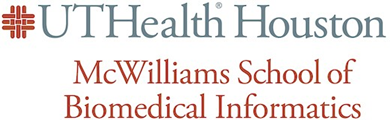 UTHealth® Houston
McWilliams School of
Biomedical Informatics